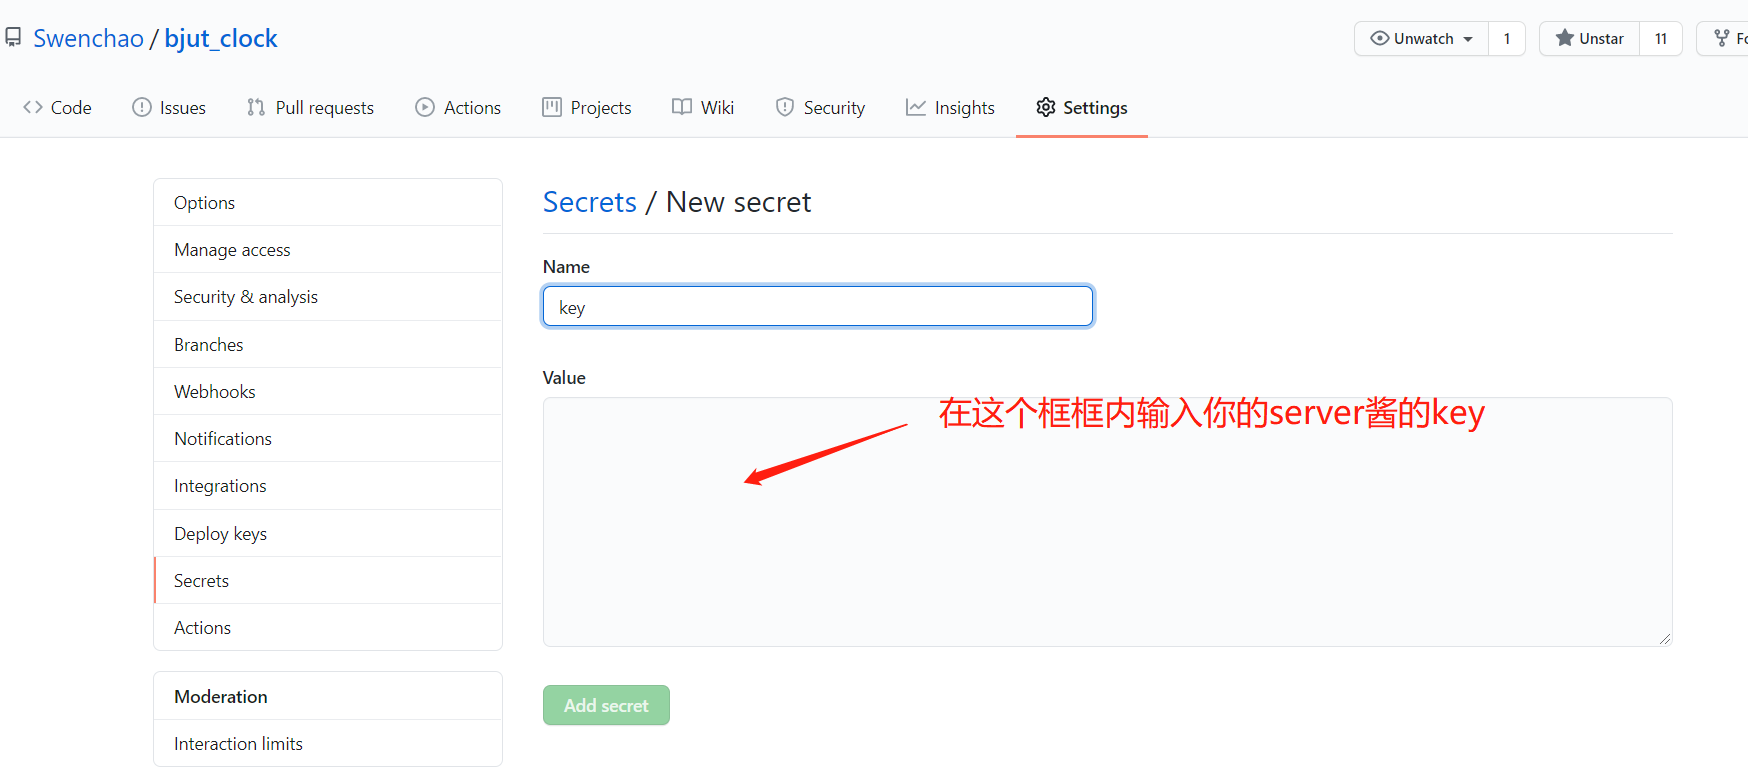 Swenchao / bjut_clock
Unwatch 1 Unstar 11 Fo
Code Issues Pull requests Actions Projects Wiki Security Insights Settings
Options
Manage access
Security & analysis
Branches
Webhooks
Notifications
Integrations
Deploy keys
Secrets
Actions
Moderation
Interaction limits
Secrets / New secret
Name
key
Value
在这个框框内输入你的server酱的key
Add secret